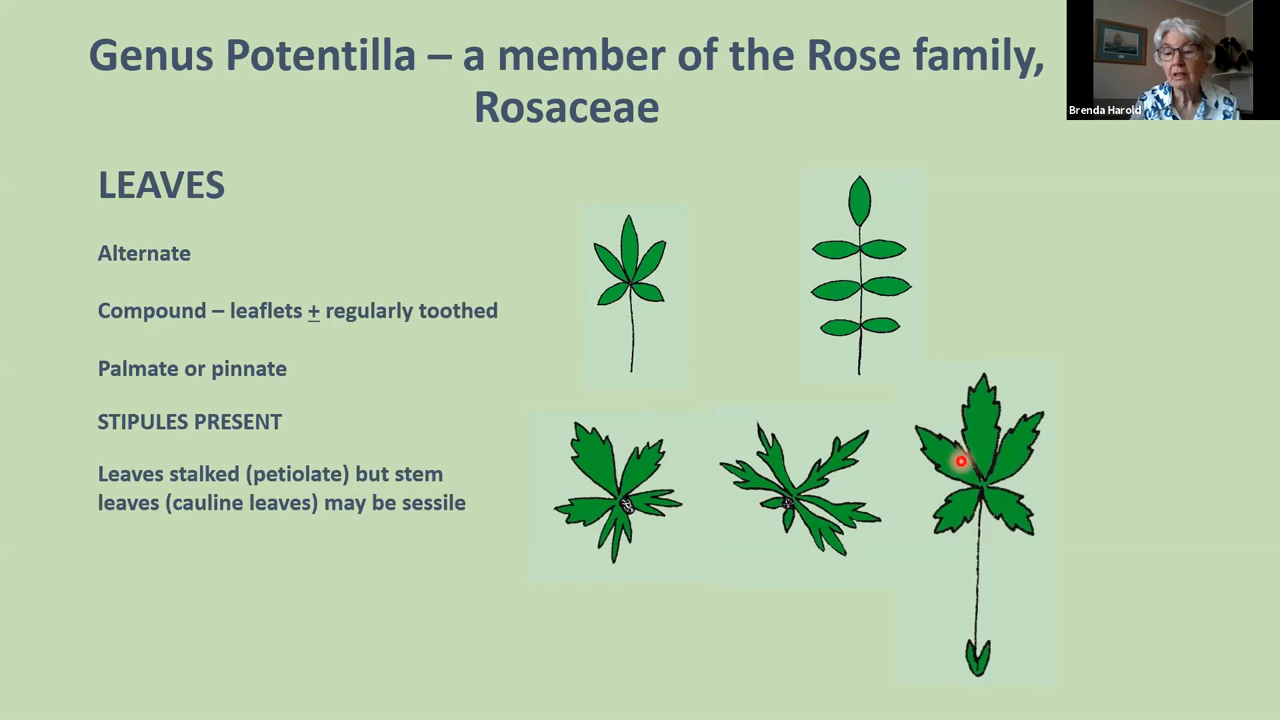 Genus Potentilla – a member of the Rose family,
Rosaceae
Brenda Harold
LEAVES
Alternate
Compound – leaflets ± regularly toothed
Palmate or pinnate
STIPULES PRESENT
Leaves stalked (petiolate) but stem
leaves (cauline leaves) may be sessile